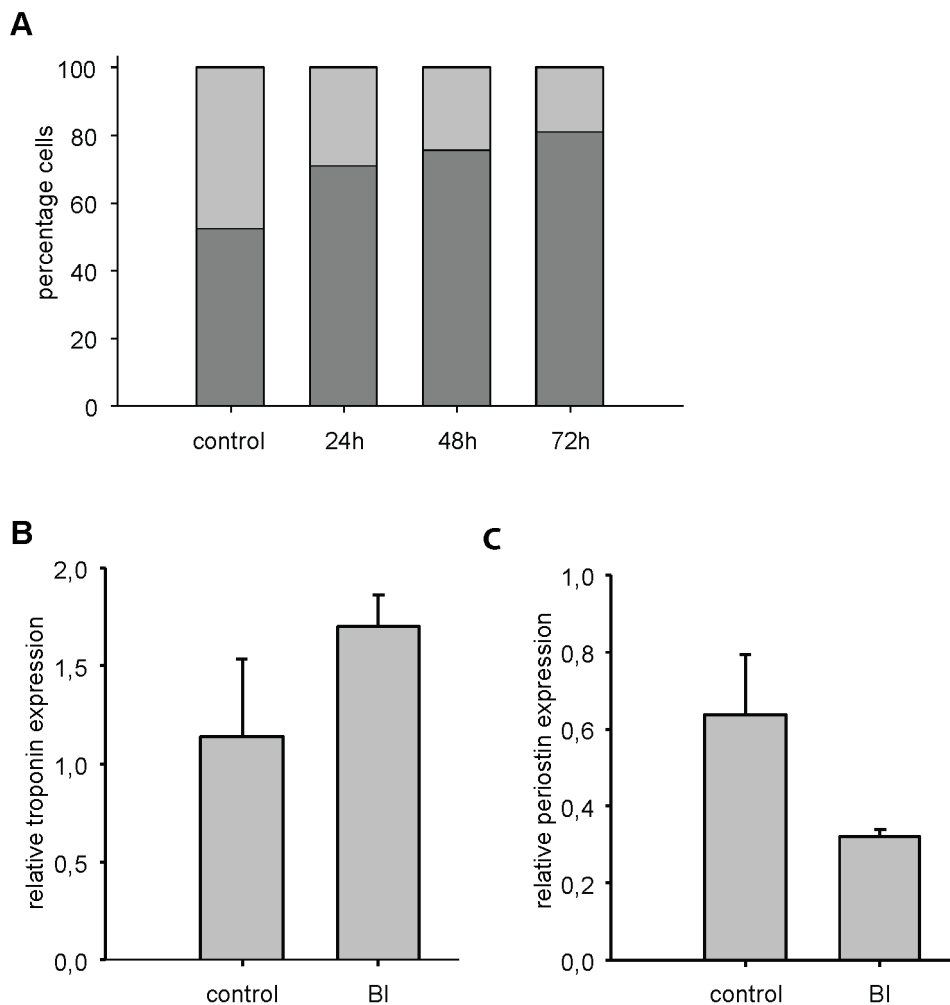 A
percentage cells
100
80
60
40
20
0
control 24h 48h 72h
B
relative troponin expression
2,0
1,5
1,0
0,5
0,0
control BI
C
relative periostin expression
1,0
0,8
0,6
0,4
0,2
0,0
control BI